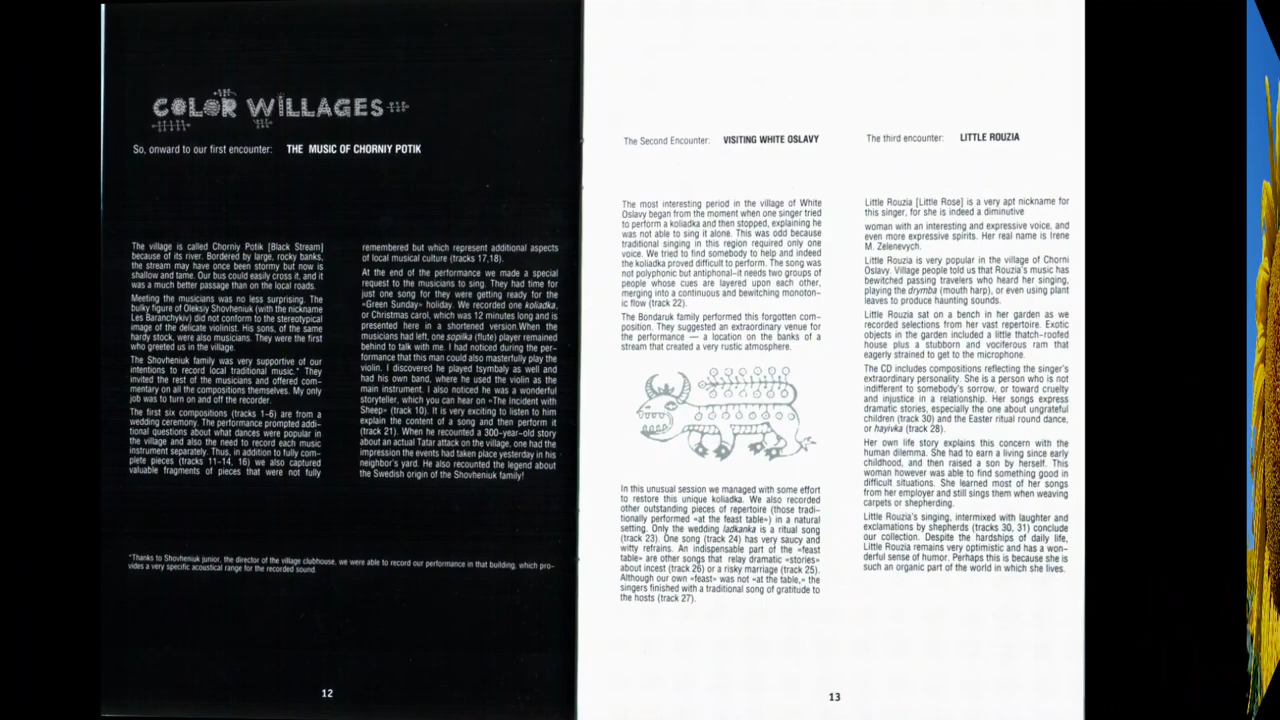 COLOR WILLAGES
So, onward to our first encounter: THE MUSIC OF CHORNIY POTIK
The village is called Chorniy Potik [Black Stream]
because of its river. Bordered by large, rocky banks,
the stream may have once been stormy but now is
shallow and tame. Our bus could easily cross it, and it
was a much better passage than on the local roads.
Meeting the musicians was no less surprising. The
bulky figure of Oleksiy Shovheniuk (with the nickname
Les Baranchykiv) did not conform to the stereotypical
image of the delicate violinist. His sons, of the same
hardy stock, were also musicians. They were the first
who greeted us in the village.
The Shovheniuk family was very supportive of our
intentions to record local traditional music.* They
invited the rest of the musicians and offered com-
mentary on all the compositions themselves. My only
job was to turn on and off the recorder.
The first six compositions (tracks 1-6) are from a
wedding ceremony. The performance prompted addi-
tional questions about what dances were popular in
the village and also the need to record each music
instrument separately. Thus, in addition to fully com-
plete pieces (tracks 11-14, 16) we also captured
valuable fragments of pieces that were not fully
remembered but which represent additional aspects
of local musical culture (tracks 17,18).
At the end of the performance we made a special
request to the musicians to sing. They had time for
just one song for they were getting ready for the
«Green Sunday» holiday. We recorded one koliadka,
or Christmas carol, which was 12 minutes long and is
presented here in a shortened version.When the
musicians had left, one sopilka (flute) player remained
behind to talk with me. I had noticed during the per-
formance that this man could also masterfully play the
violin. I discovered he played tsymbaly as well and
had his own band, where he used the violin as the
main instrument. I also noticed he was a wonderful
storyteller, which you can hear on «The Incident with
Sheep» (track 10). It is very exciting to listen to him
explain the content of a song and then perform it
(track 21). When he recounted a 300-year-old story
about an actual Tatar attack on the village, one had the
impression the events had taken place yesterday in his
neighbor's yard. He also recounted the legend about
the Swedish origin of the Shovheniuk family!
*Thanks to Shovheniuk junior, the director of the village clubhouse, we were able to record our performance in that building, which pro-
vides a very specific acoustical range for the recorded sound.
12
The Second Encounter: VISITING WHITE OSLAVY
The most interesting period in the village of White
Oslavy began from the moment when one singer tried
to perform a koliadka and then stopped, explaining he
was not able to sing it alone. This was odd because
traditional singing in this region required only one
voice. We tried to find somebody to help and indeed
the koliadka proved difficult to perform. The song was
not polyphonic but antiphonal–it needs two groups of
people whose cues are layered upon each other,
merging into a continuous and bewitching monoton-
ic flow (track 22).
The Bondaruk family performed this forgotten com-
position. They suggested an extraordinary venue for
the performance — a location on the banks of a
stream that created a very rustic atmosphere.
In this unusual session we managed with some effort
to restore this unique koliadka. We also recorded
other outstanding pieces of repertoire (those tradi-
tionally performed «at the feast table») in a natural
setting. Only the wedding ladkanka is a ritual song
(track 23). One song (track 24) has very saucy and
witty refrains. An indispensable part of the «feast
table» are other songs that relay dramatic «stories»
about incest (track 26) or a risky marriage (track 25).
Although our own «feast» was not «at the table,» the
singers finished with a traditional song of gratitude to
the hosts (track 27).
The third encounter: LITTLE ROUZIA
Little Rouzia [Little Rose] is a very apt nickname for
this singer, for she is indeed a diminutive
woman with an interesting and expressive voice, and
even more expressive spirits. Her real name is Irene
M. Zelenevych.
Little Rouzia is very popular in the village of Chorni
Oslavy. Village people told us that Rouzia's music has
bewitched passing travelers who heard her singing,
playing the drymba (mouth harp), or even using plant
leaves to produce haunting sounds.
Little Rouzia sat on a bench in her garden as we
recorded selections from her vast repertoire. Exotic
objects in the garden included a little thatch–roofed
house plus a stubborn and vociferous ram that
eagerly strained to get to the microphone.
The CD includes compositions reflecting the singer's
extraordinary personality. She is a person who is not
indifferent to somebody's sorrow, or toward cruelty
and injustice in a relationship. Her songs express
dramatic stories, especially the one about ungrateful
children (track 30) and the Easter ritual round dance,
or hayivka (track 28).
Her own life story explains this concern with the
human dilemma. She had to earn a living since early
childhood, and then raised a son by herself. This
woman however was able to find something good in
difficult situations. She learned most of her songs
from her employer and still sings them when weaving
carpets or shepherding.
Little Rouzia's singing, intermixed with laughter and
exclamations by shepherds (tracks 30, 31) conclude
our collection. Despite the hardships of daily life,
Little Rouzia remains very optimistic and has a won-
derful sense of humor. Perhaps this is because she is
such an organic part of the world in which she lives.
13